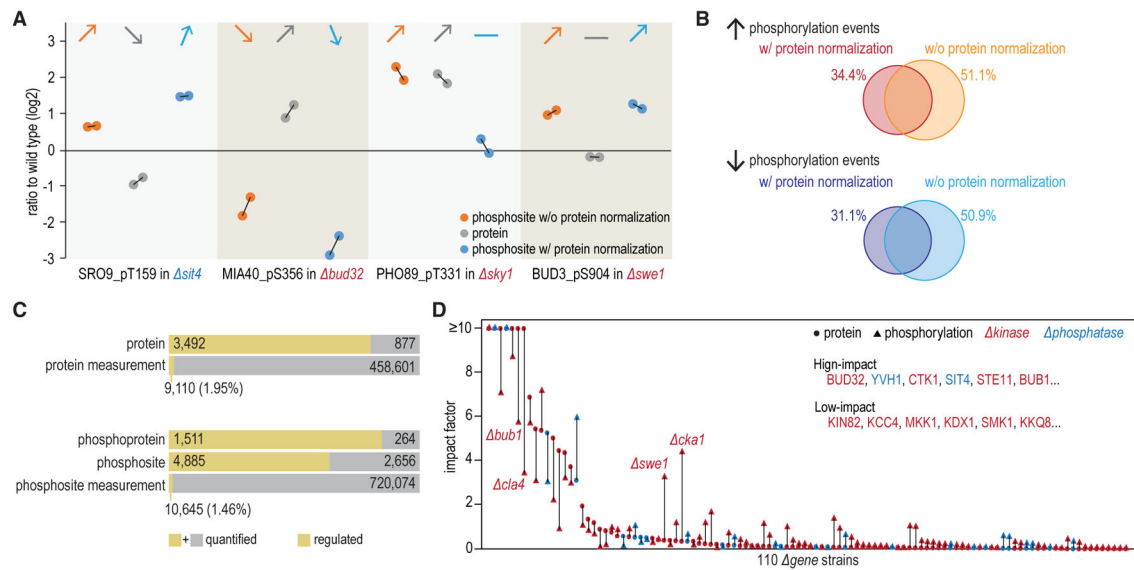 A
3
2
1
0
-1
-2
-3
ratio to wild type (log2)
phosphosite w/o protein normalization
protein
phosphosite w/ protein normalization
SRO9_pT159 in Δsit4
MIA40_pS356 in Δbud32
PHO89_pT331 in Δsky1
BUD3_pS904 in Δswe1
B
phosphorylation events
w/ protein normalization
w/o protein normalization
34.4%
51.1%
phosphorylation events
w/ protein normalization
w/o protein normalization
31.1%
50.9%
C
protein
3,492
877
protein measurement
458,601
9,110 (1.95%)
phosphoprotein
1,511
264
phosphosite
4,885
2,656
phosphosite measurement
720,074
10,645 (1.46%)
+ quantified
regulated
D
≥10
8
6
4
2
0
impact factor
Δbub1
Δcla4
Δswe1
Δcka1
protein
phosphorylation
Δkinase
Δphosphatase
Hign-impact
BUD32, YVH1, CTK1, SIT4, STE11, BUB1...
Low-impact
KIN82, KCC4, MKK1, KDX1, SMK1, KKQ8...
110 Δgene strains